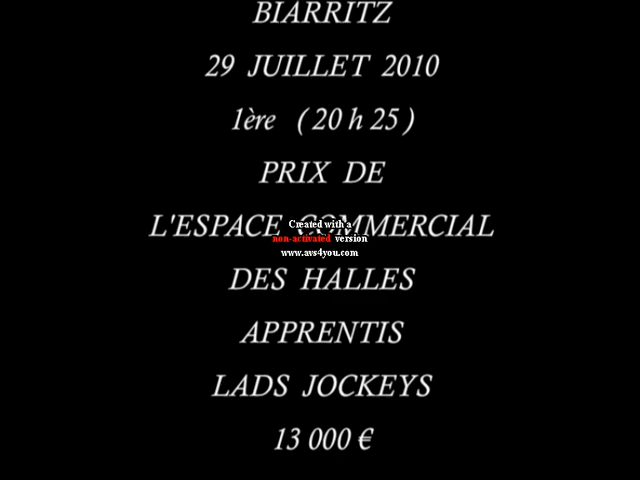 BIARRITZ
29 JUILLET 2010
1ère ( 20 h 25 )
PRIX DE
L'ESPACE COMMERCIAL
Created with a
non-activated version
www.avs4you.com
DES HALLES
APPRENTIS
LADS JOCKEYS
13 000 €